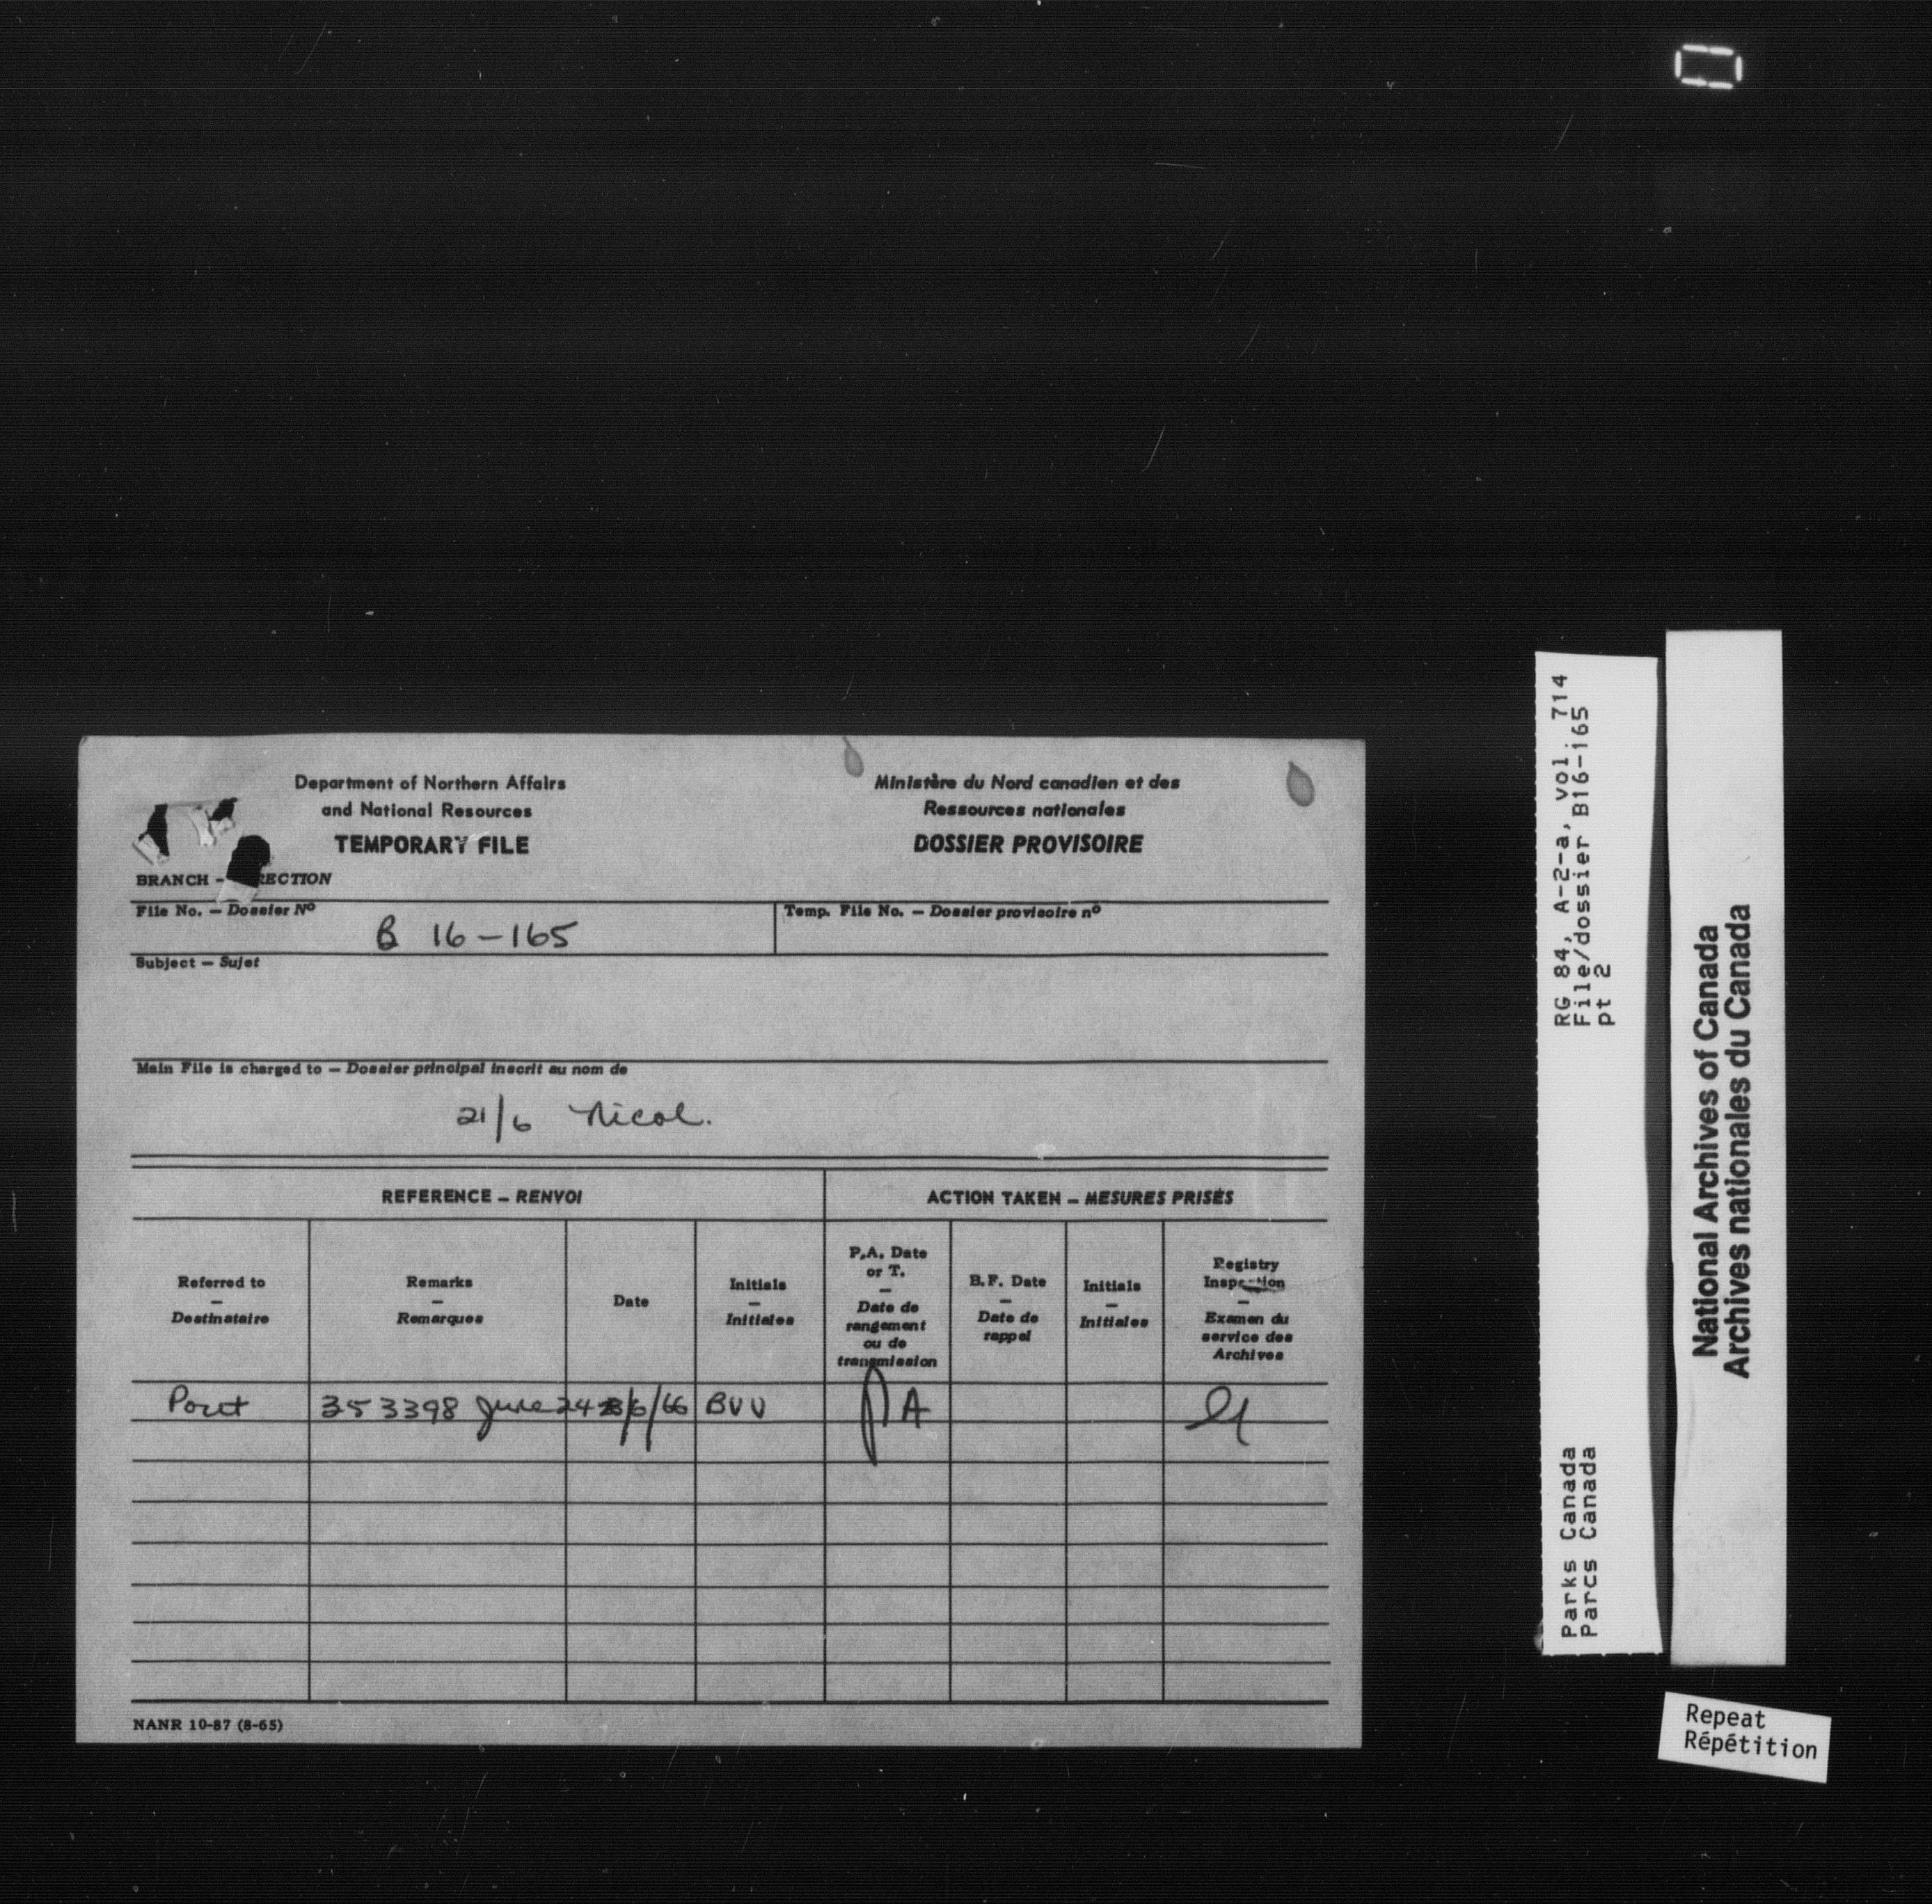 Department of Northern Affairs
and National Resources
TEMPORARY FILE
Ministère du Nord canadien et des
Ressources nationales
DOSSIER PROVISOIRE
BRANCH – RECTION
File No. – Dossier Nº
B 16-165
Temp. File No. – Dossier provisoire nº
Subject – Sujet
Main File is charged to – Dossier principal inscrit au nom de
21/6 Nicol.
REFERENCE – RENVOI
ACTION TAKEN – MESURES PRISES
Referred to
–
Destinataire
Remarks
–
Remarques
Date
Initials
–
Initiales
P.A. Date
or T.
–
Date de
rangement
ou de
transmission
B.F. Date
–
Date de
rappel
Initials
–
Initiales
Registry
Inspection
–
Examen du
service des
Archives
353398 June 24 /6/66 BVV PA
NANR 10-87 (8-65)
RG 84, A-2-a, vol. 714
File/dossier B16-165
pt 2
Parks Canada
Parcs Canada
National Archives of Canada
Archives nationales du Canada
Repeat
Répétition